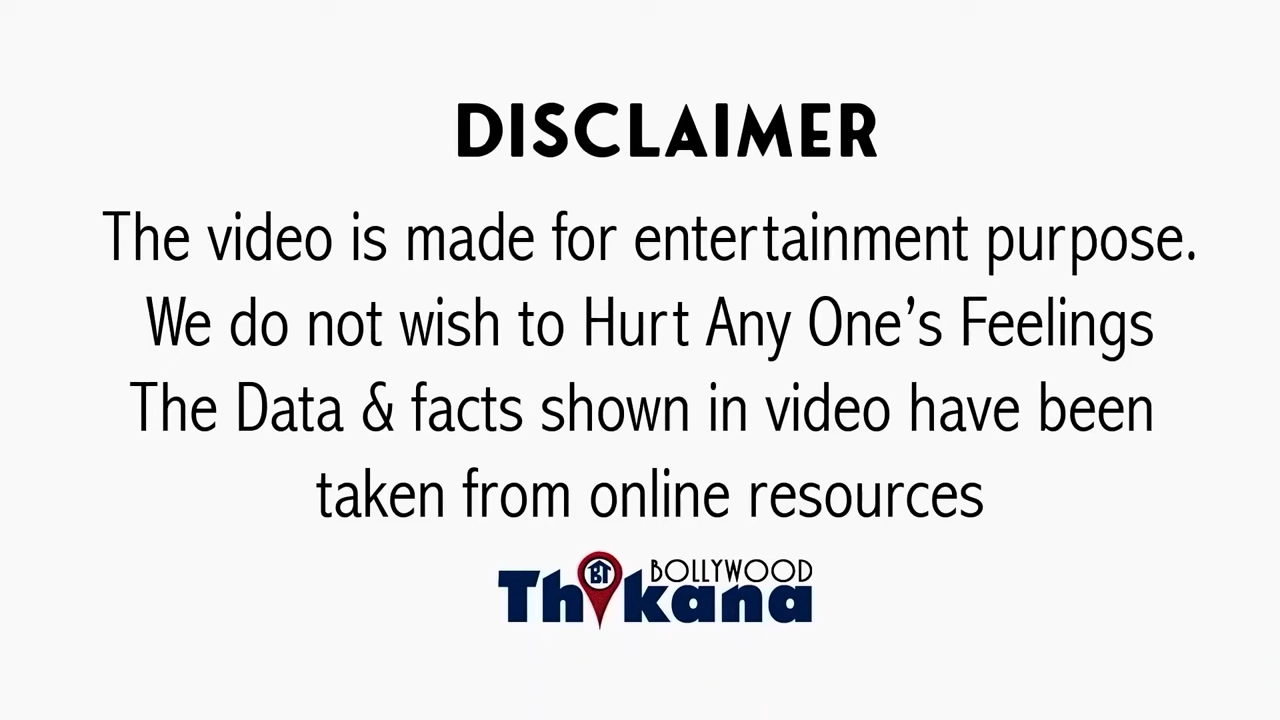 DISCLAIMER
The video is made for entertainment purpose.
We do not wish to Hurt Any One’s Feelings
The Data & facts shown in video have been
taken from online resources
BOLLYWOOD
BT
Thikana